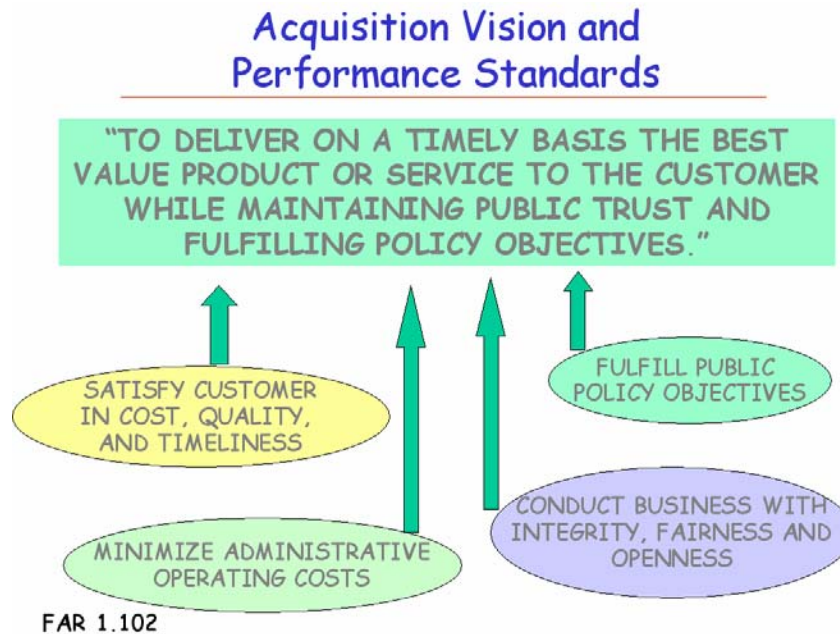 Acquisition Vision and
Performance Standards
“TO DELIVER ON A TIMELY BASIS THE BEST
VALUE PRODUCT OR SERVICE TO THE CUSTOMER
WHILE MAINTAINING PUBLIC TRUST AND
FULFILLING POLICY OBJECTIVES.”
SATISFY CUSTOMER
IN COST, QUALITY,
AND TIMELINESS
FULFILL PUBLIC
POLICY OBJECTIVES
MINIMIZE ADMINISTRATIVE
OPERATING COSTS
CONDUCT BUSINESS WITH
INTEGRITY, FAIRNESS AND
OPENNESS
FAR 1.102